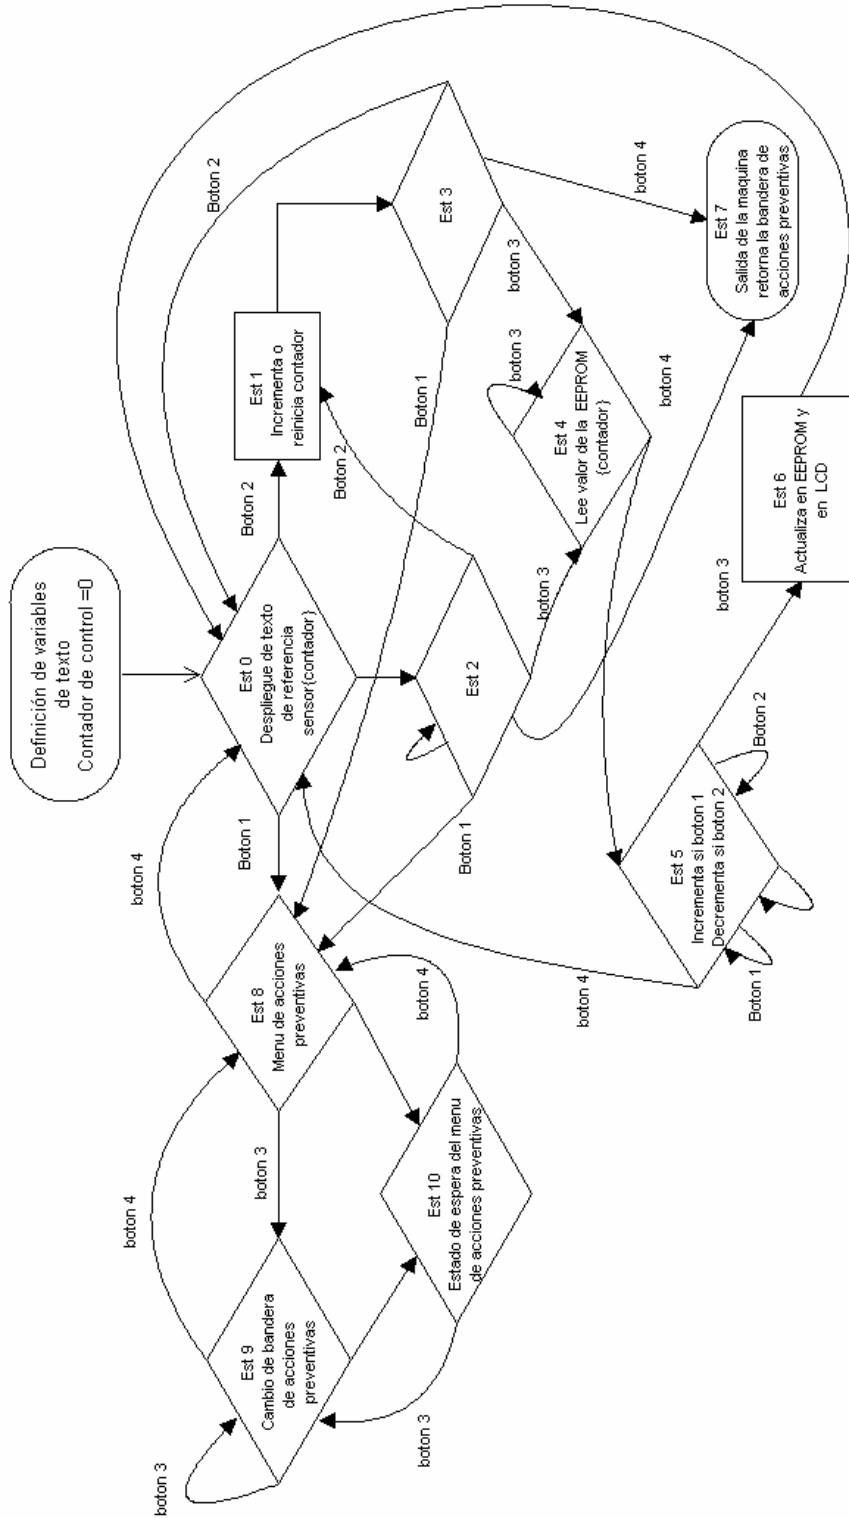 Definición de variables
de texto
Contador de control =0
Est 0
Despliegue de texto
de referencia
sensor{contador}
Boton 2
Est 1
Incrementa o
reinicia contador
Boton 2
Est 3
boton 4
Est 7
Salida de la maquina
retorna la bandera de
acciones preventivas
boton 3
boton 3
Est 4
Lee valor de la EEPROM
{contador}
boton 4
Boton 1
Boton 2
Est 2
boton 3
Boton 1
Boton 1
boton 4
Est 8
Menu de acciones
preventivas
boton 3
boton 4
Est 9
Cambio de bandera
de acciones
preventivas
boton 3
boton 3
Est 10
Estado de espera del menu
de acciones preventivas
boton 4
boton 4
Est 5
Incrementa si boton 1
Decrementa si boton 2
Boton 1
Boton 2
boton 3
Est 6
Actualiza en EEPROM y
en LCD